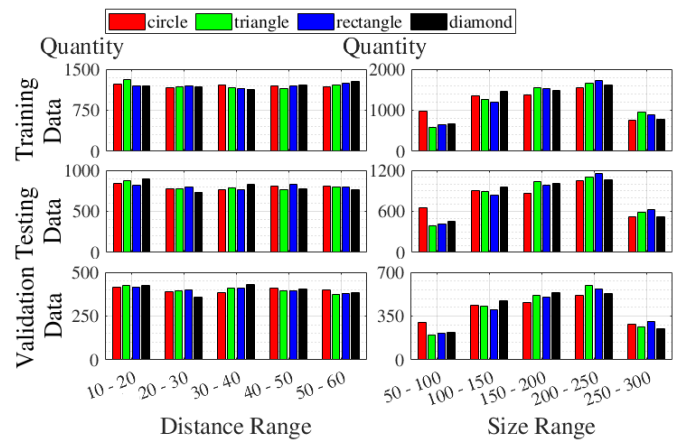 circle triangle rectangle diamond
Quantity Quantity
Training Data
1500
750
0
2000
1000
0
Testing Data
1000
500
0
1200
600
0
Validation Data
500
250
0
700
350
0
10 - 20 20 - 30 30 - 40 40 - 50 50 - 60
50 - 100 100 - 150 150 - 200 200 - 250 250 - 300
Distance Range Size Range